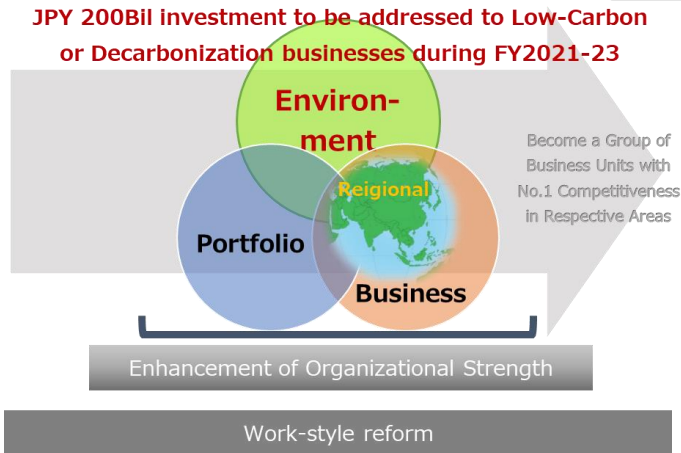 JPY 200Bil investment to be addressed to Low-Carbon
or Decarbonization businesses during FY2021-23
Environ-
ment
Become a Group of
Business Units with
No.1 Competitiveness
in Respective Areas
Reigional
Portfolio
Business
Enhancement of Organizational Strength
Work-style reform